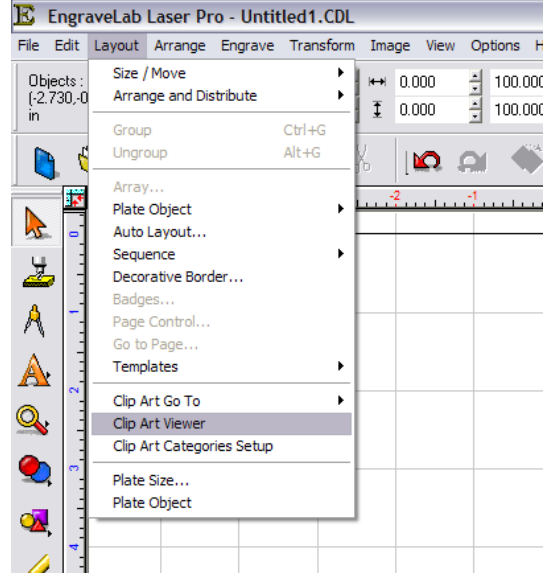 EngraveLab Laser Pro - Untitled1.CDL
File Edit Layout Arrange Engrave Transform Image View Options
Objects :
(-2.730,-0
in
0.000 100.000
0.000 100.000
Size / Move
Arrange and Distribute
Group Ctrl+G
Ungroup Alt+G
Array...
Plate Object
Auto Layout...
Sequence
Decorative Border...
Badges...
Page Control...
Go to Page...
Templates
Clip Art Go To
Clip Art Viewer
Clip Art Categories Setup
Plate Size...
Plate Object
-2 -1
0
1
2
3
4